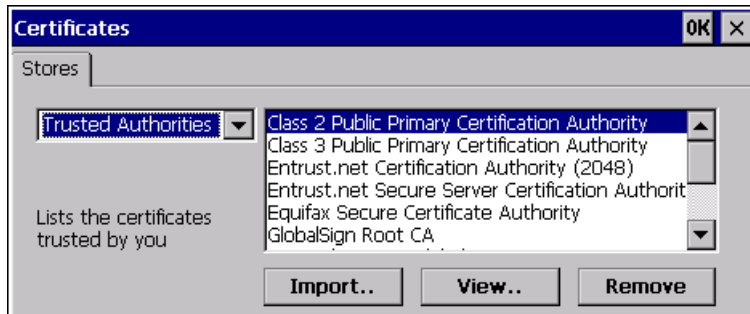 Certificates OK ×
Stores
Trusted Authorities
Class 2 Public Primary Certification Authority
Class 3 Public Primary Certification Authority
Entrust.net Certification Authority (2048)
Entrust.net Secure Server Certification Authorit
Equifax Secure Certificate Authority
GlobalSign Root CA
Lists the certificates
trusted by you
Import.. View.. Remove